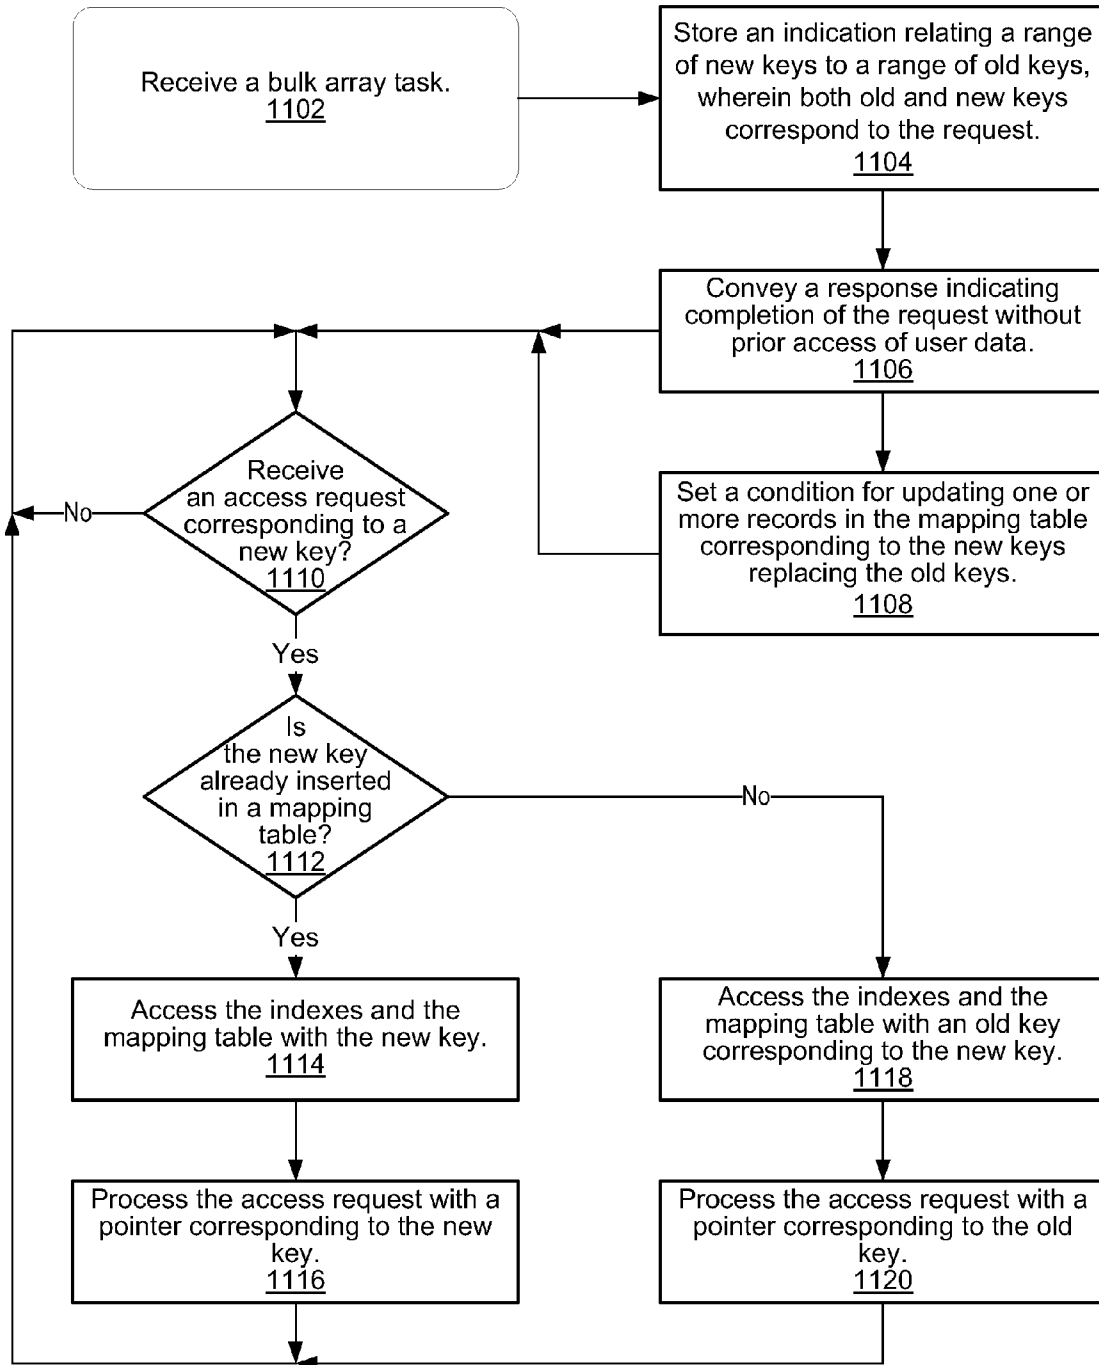 Receive a bulk array task.
1102
Store an indication relating a range
of new keys to a range of old keys,
wherein both old and new keys
correspond to the request.
1104
Convey a response indicating
completion of the request without
prior access of user data.
1106
Set a condition for updating one or
more records in the mapping table
corresponding to the new keys
replacing the old keys.
1108
Receive
an access request
corresponding to a
new key?
1110
No
Yes
Is
the new key
already inserted
in a mapping
table?
1112
No
Yes
Access the indexes and the
mapping table with the new key.
1114
Access the indexes and the
mapping table with an old key
corresponding to the new key.
1118
Process the access request with a
pointer corresponding to the new
key.
1116
Process the access request with a
pointer corresponding to the old
key.
1120